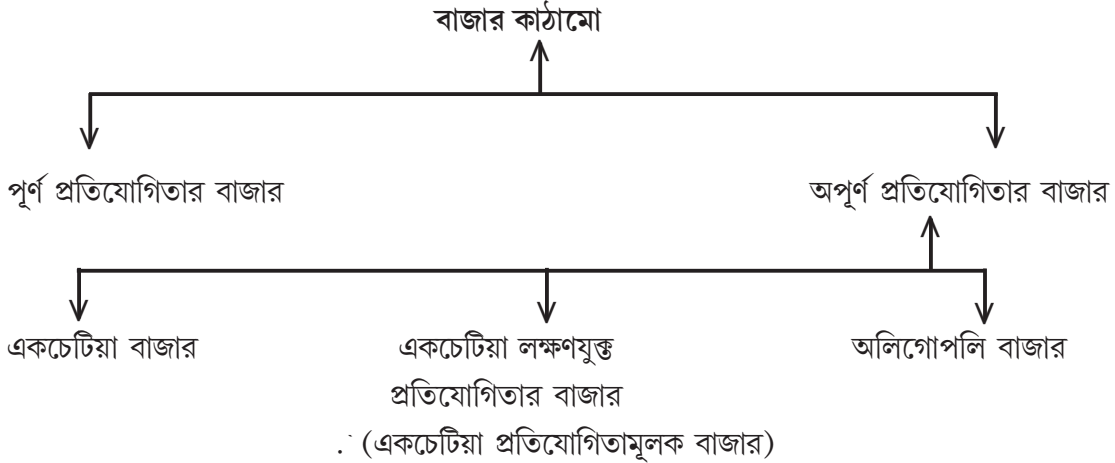 বাজার কাঠামো
পূর্ণ প্রতিযোগিতার বাজার অপূর্ণ প্রতিযোগিতার বাজার
একচেটিয়া বাজার একচেটিয়া লক্ষণযুক্ত অলিগোপলি বাজার
প্রতিযোগিতার বাজার
(একচেটিয়া প্রতিযোগিতামূলক বাজার)